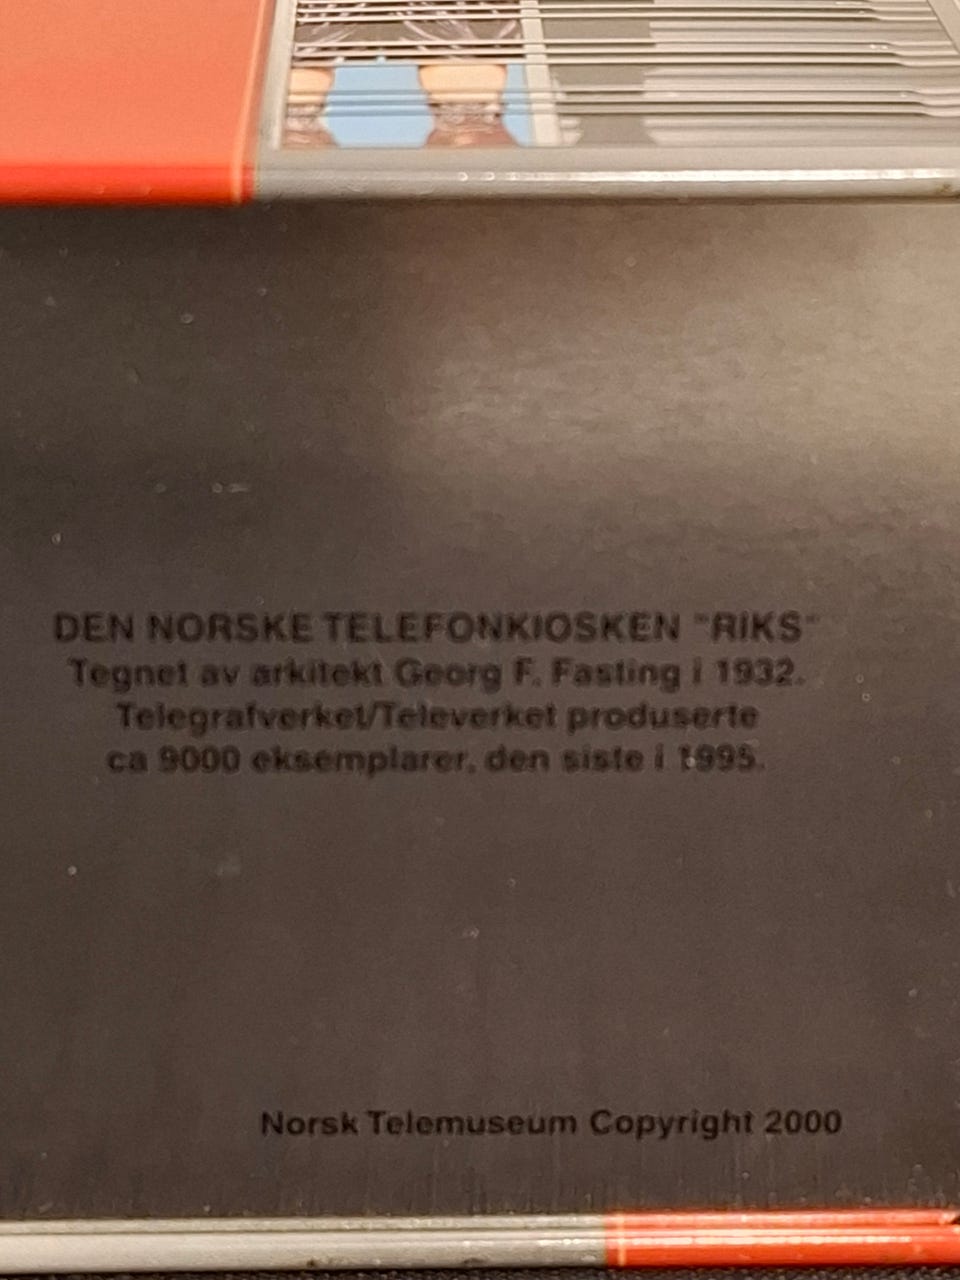 DEN NORSKE TELEFONKIOSKEN "RIKS"
Tegnet av arkitekt Georg F. Fasting i 1932.
Telegrafverket/Televerket produserte
ca 9000 eksemplarer, den siste i 1995.
Norsk Telemuseum Copyright 2000